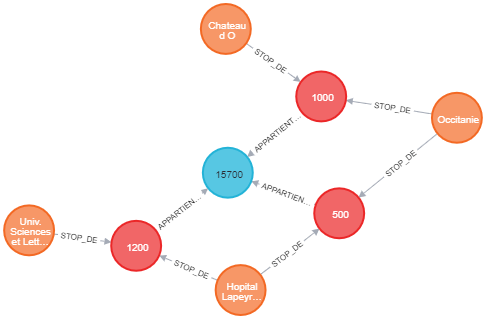 Chateau
d O
STOP_DE
1000
STOP_DE
Occitanie
APPARTIENT…
STOP_DE
15700
APPARTIEN…
500
APPARTIEN…
Univ.
Sciences
et Lett…
STOP_DE
1200
STOP_DE
STOP_DE
Hopital
Lapeyr…